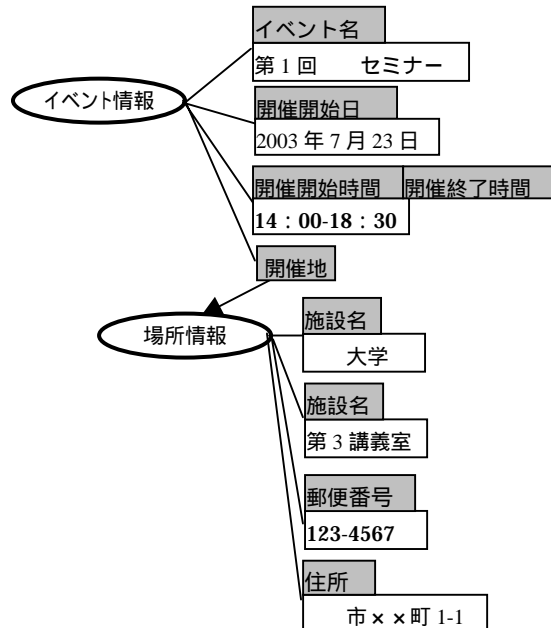 イベント名
第1回　　セミナー
イベント情報
開催開始日
2003年7月23日
開催開始時間 開催終了時間
14：00-18：30
開催地
場所情報
施設名
大学
施設名
第3講義室
郵便番号
123-4567
住所
市××町1-1